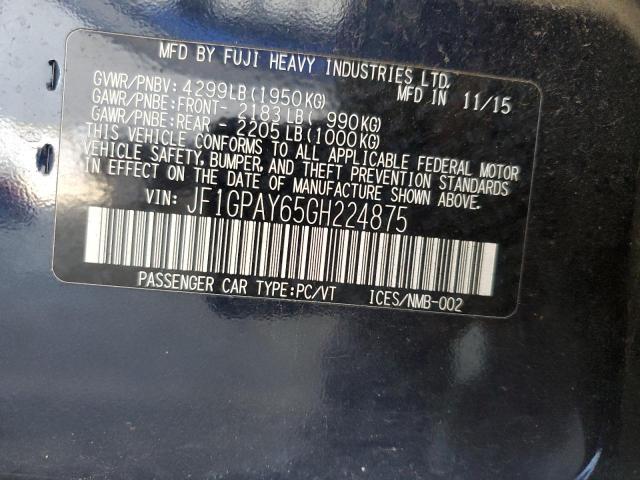 MFD BY FUJI HEAVY INDUSTRIES LTD.
MFD IN 11/15
GVWR/PNBV: 4299LB(1950KG)
GAWR/PNBE:FRONT- 2183LB( 990KG)
GAWR/PNBE:REAR - 2205LB(1000KG)
THIS VEHICLE CONFORMS TO ALL APPLICABLE FEDERAL MOTOR
VEHICLE SAFETY, BUMPER, AND THEFT PREVENTION STANDARDS
IN EFFECT ON THE DATE OF MANUFACTURE SHOWN ABOVE.
VIN: JF1GPAY65GH224875
PASSENGER CAR TYPE:PC/VT ICES/NMB-002